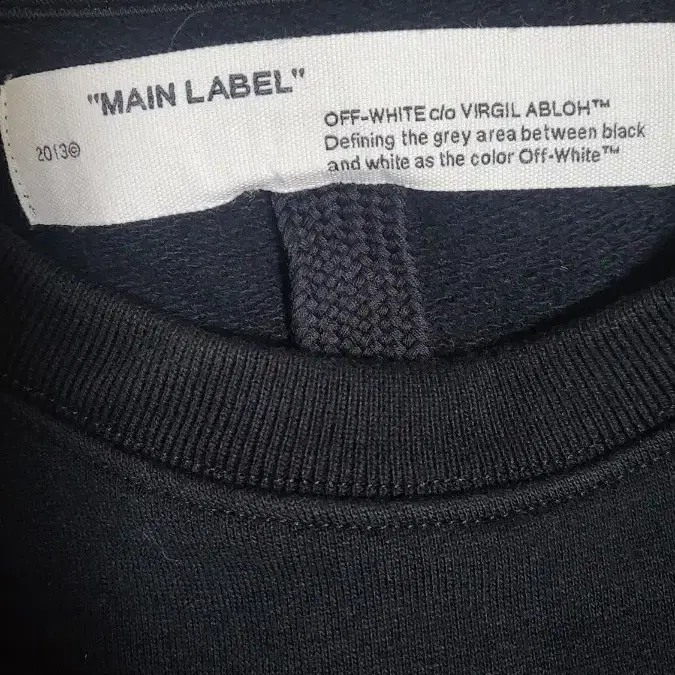 "MAIN LABEL"
2013©
OFF-WHITE c/o VIRGIL ABLOH™
Defining the grey area between black
and white as the color Off-White™